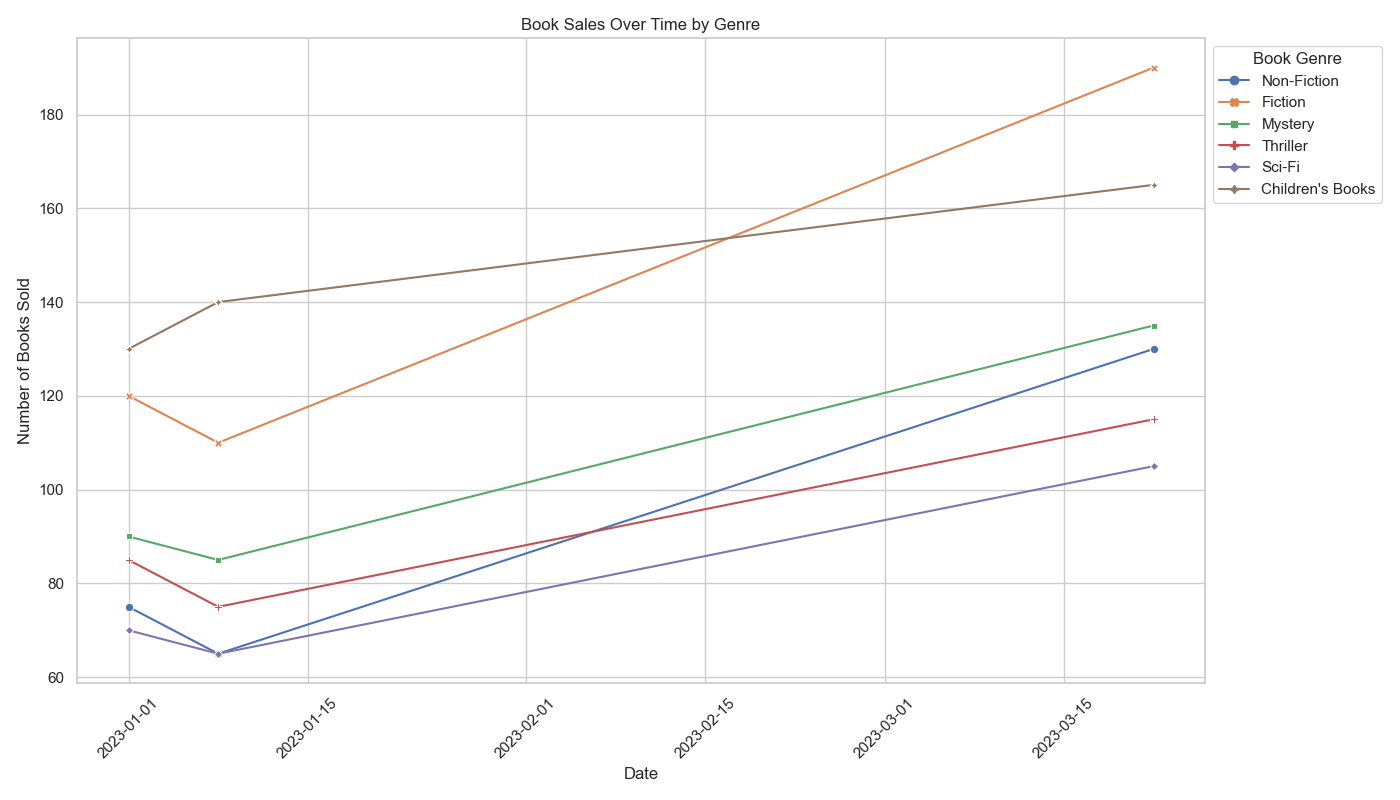 Book Sales Over Time by Genre
Number of Books Sold
180
160
140
120
100
80
60
2023-01-01
2023-01-15
2023-02-01
2023-02-15
2023-03-01
2023-03-15
Date
Book Genre
Non-Fiction
Fiction
Mystery
Thriller
Sci-Fi
Children's Books